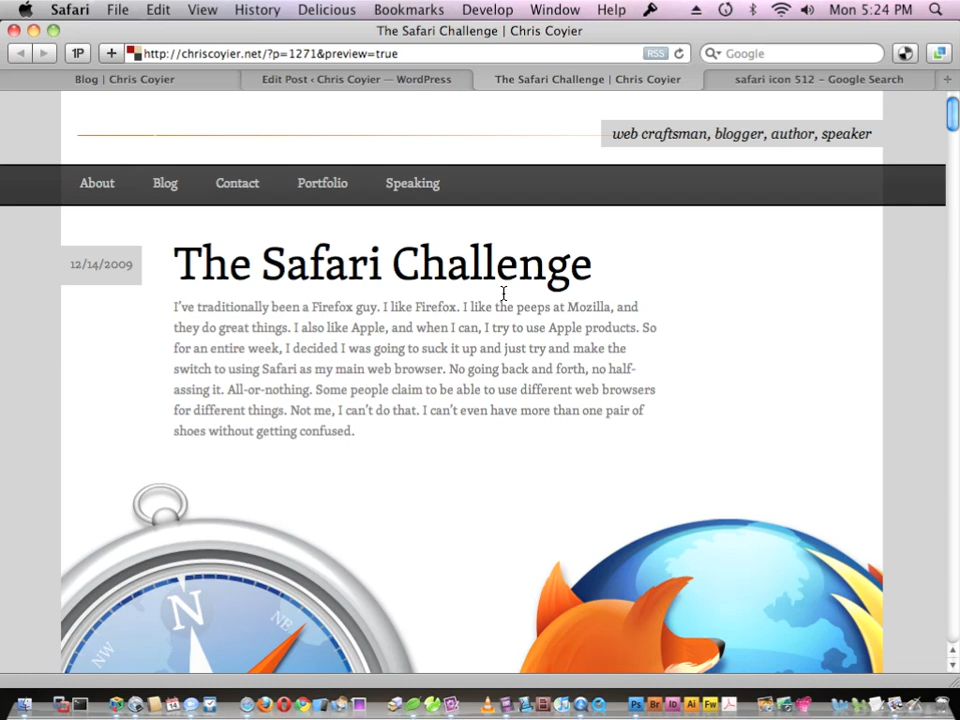 Safari File Edit View History Delicious Bookmarks Develop Window Help Mon 5:24 PM
The Safari Challenge | Chris Coyier
1P + http://chriscoyier.net/?p=1271&preview=true RSS Google
Blog | Chris Coyier Edit Post ‹ Chris Coyier — WordPress The Safari Challenge | Chris Coyier safari icon 512 - Google Search +
web craftsman, blogger, author, speaker
About Blog Contact Portfolio Speaking
12/14/2009
The Safari Challenge
I've traditionally been a Firefox guy. I like Firefox. I like the peeps at Mozilla, and
they do great things. I also like Apple, and when I can, I try to use Apple products. So
for an entire week, I decided I was going to suck it up and just try and make the
switch to using Safari as my main web browser. No going back and forth, no half-
assing it. All-or-nothing. Some people claim to be able to use different web browsers
for different things. Not me, I can't do that. I can't even have more than one pair of
shoes without getting confused.
N
NE
NW
Ps Br Id Ai Fw